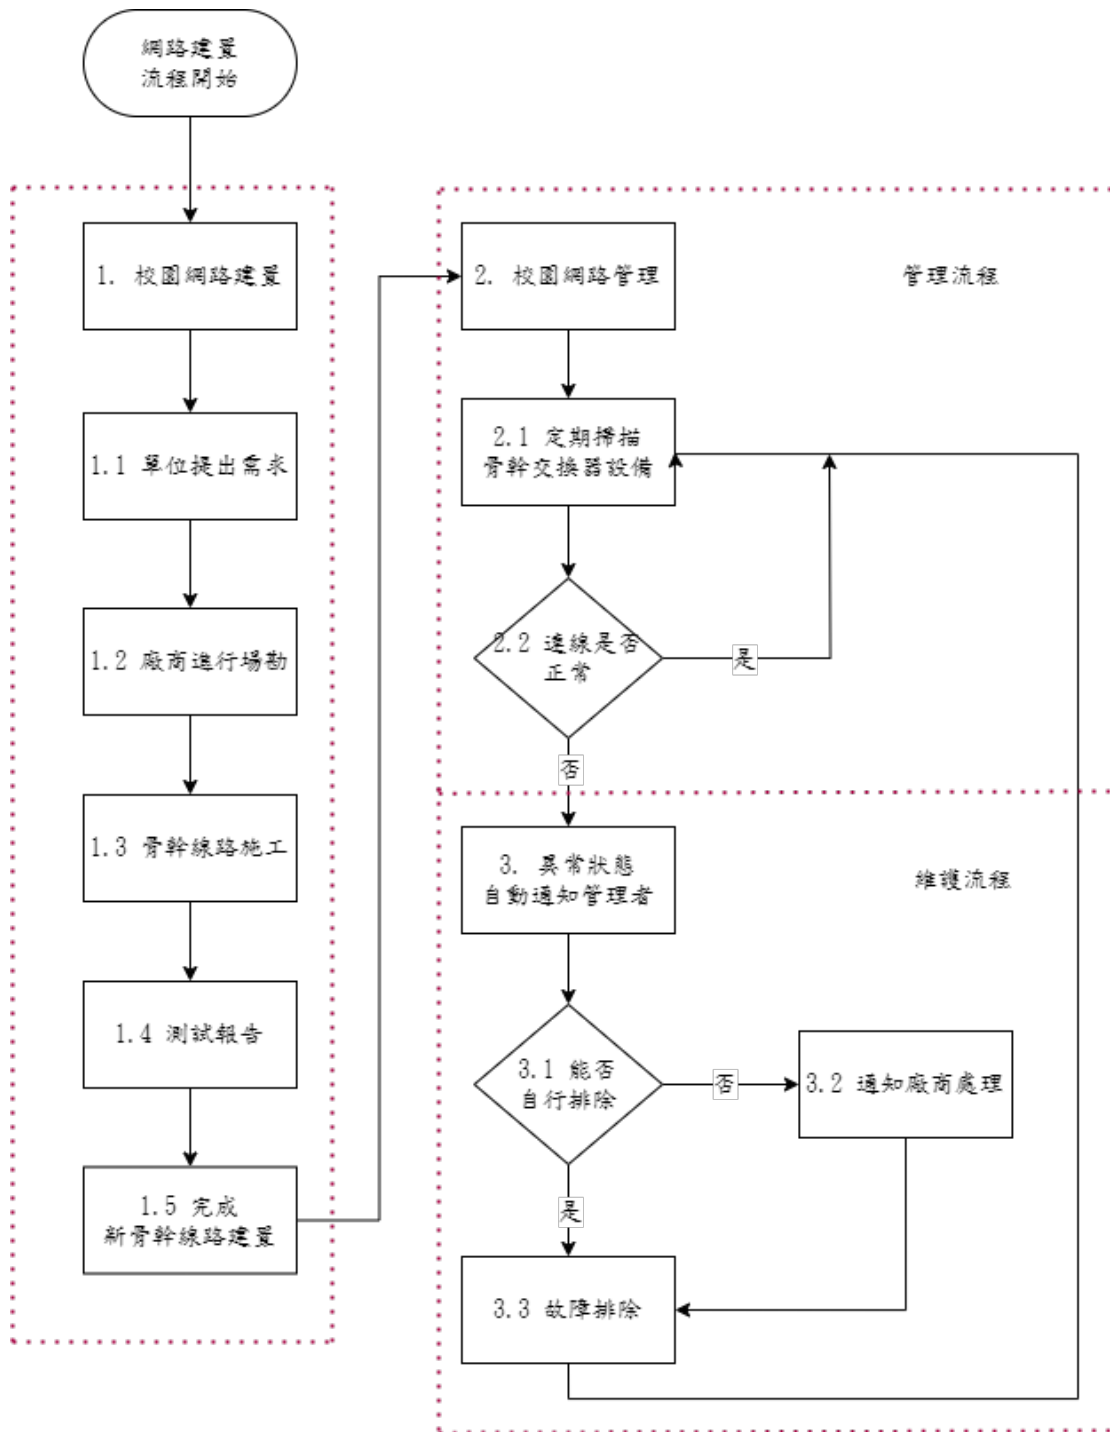 網路建置
流程開始
1. 校園網路建置
1.1 單位提出需求
1.2 廠商進行場勘
1.3 骨幹線路施工
1.4 測試報告
1.5 完成
新骨幹線路建置
2. 校園網路管理
管理流程
2.1 定期掃描
骨幹交換器設備
2.2 連線是否
正常
是
否
3. 異常狀態
自動通知管理者
維護流程
3.1 能否
自行排除
否
3.2 通知廠商處理
是
3.3 故障排除